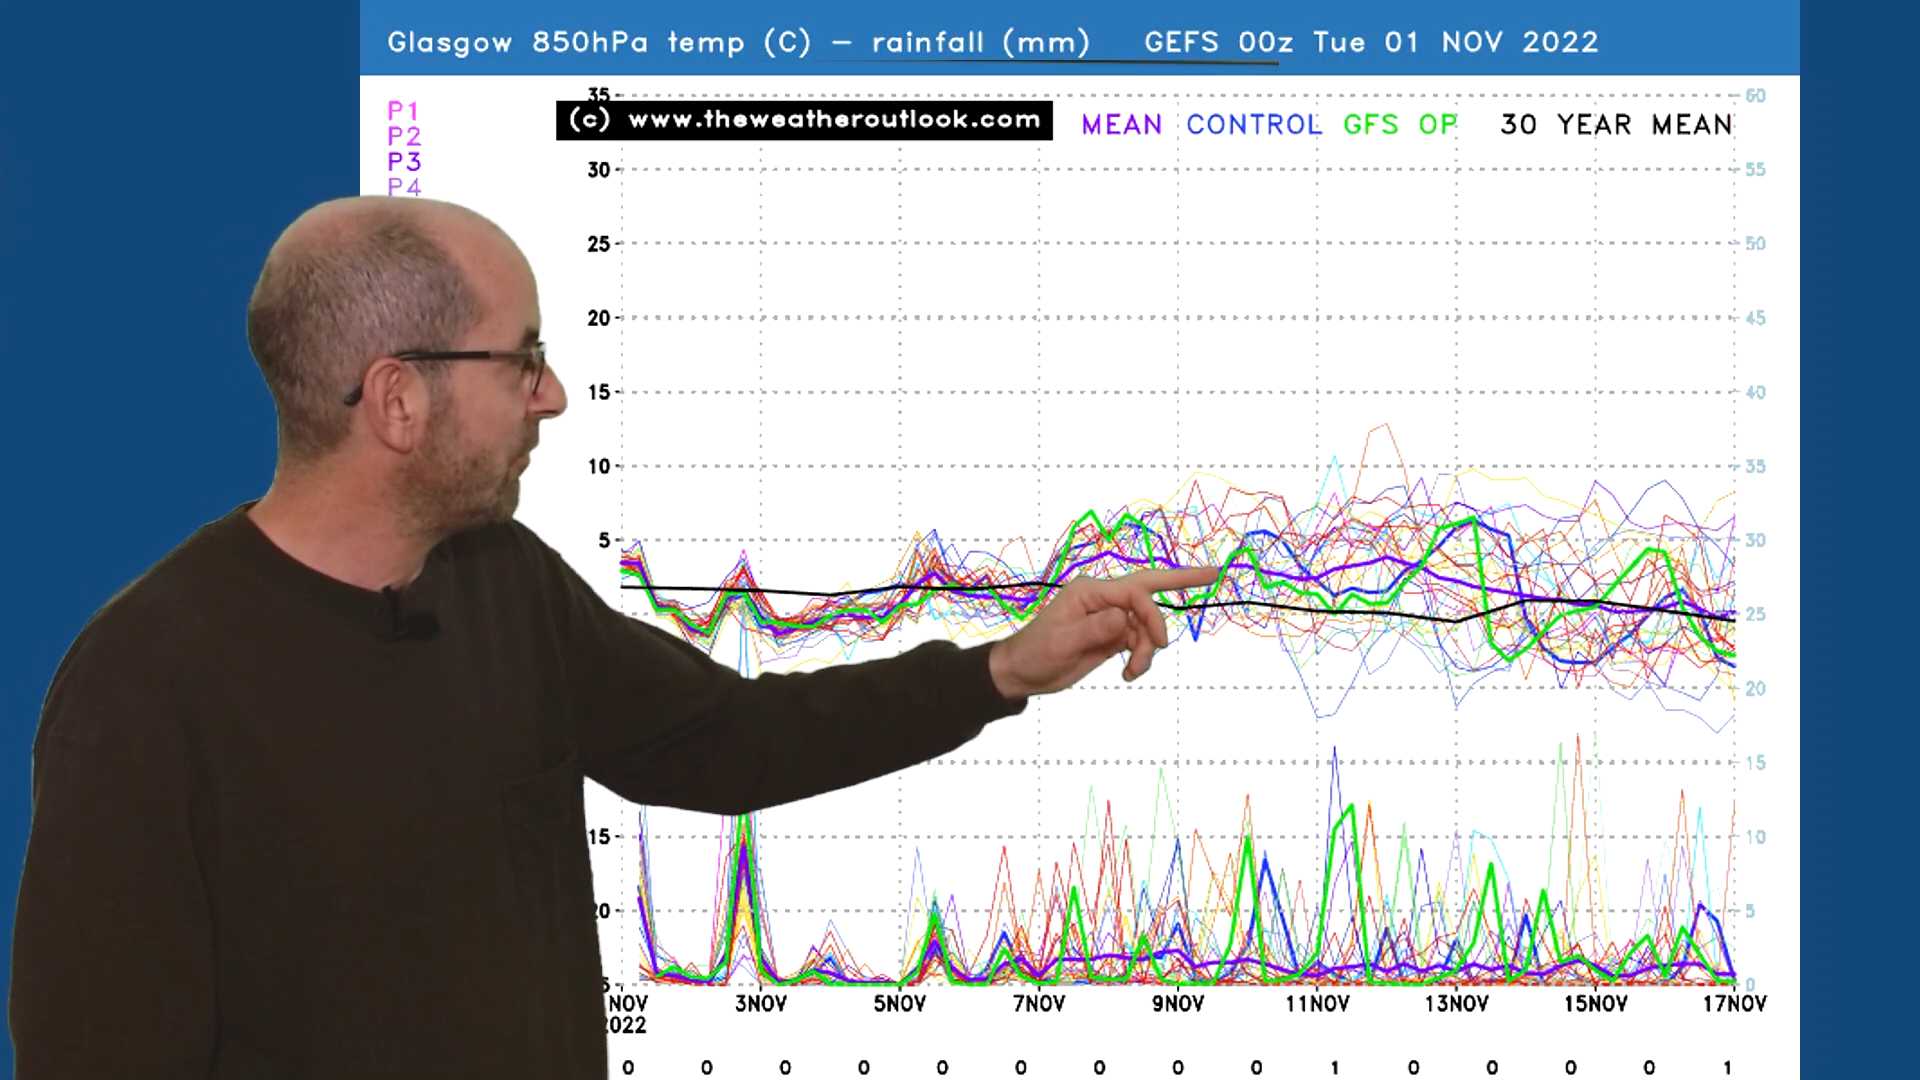 Glasgow 850hPa temp (C) – rainfall (mm) GEFS 00z Tue 01 NOV 2022
P1
P2
P3
P4
(c) www.theweatheroutlook.com
MEAN CONTROL GFS OP 30 YEAR MEAN
35
30
25
20
15
10
5
60
55
50
45
40
35
30
25
20
15
10
5
0
NOV 3NOV 5NOV 7NOV 9NOV 11NOV 13NOV 15NOV 17NOV
2022
0 0 0 0 0 0 0 0 0 1 0 0 0 0 1